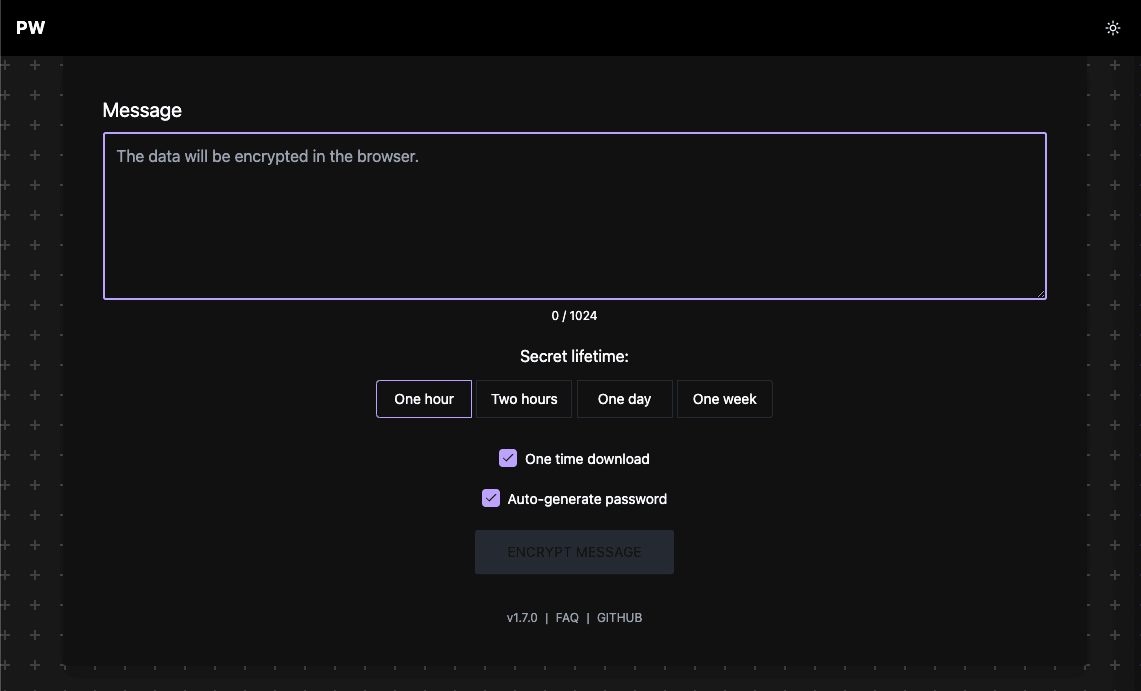 PW
Message
The data will be encrypted in the browser.
0 / 1024
Secret lifetime:
One hour Two hours One day One week
One time download
Auto-generate password
ENCRYPT MESSAGE
v1.7.0 | FAQ | GITHUB